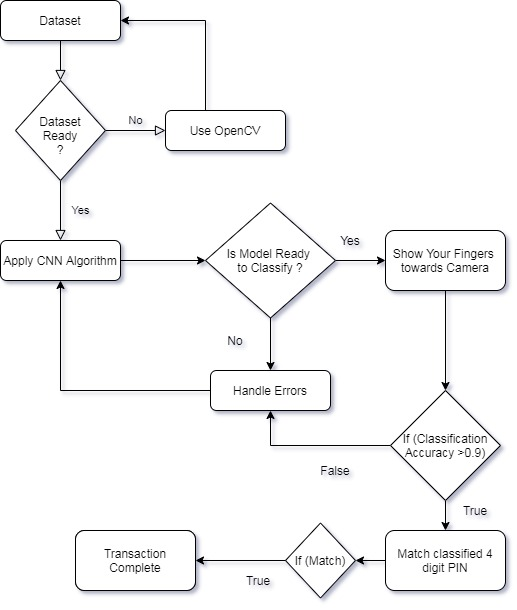 Dataset
Dataset
Ready
?
No
Use OpenCV
Yes
Apply CNN Algorithm
Is Model Ready
to Classify ?
Yes
Show Your Fingers
towards Camera
No
Handle Errors
If (Classification
Accuracy >0.9)
False
True
Match classified 4
digit PIN
If (Match)
True
Transaction
Complete